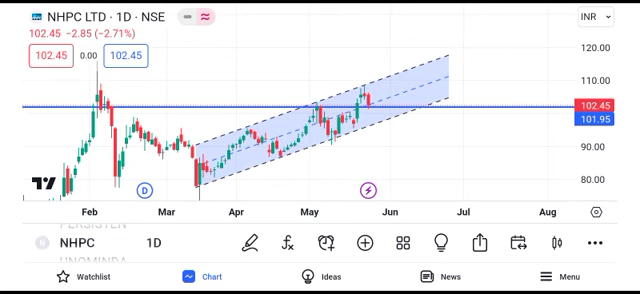 NHPC LTD · 1D · NSE
INR
102.45 −2.85 (−2.71%)
102.45 0.00 102.45
120.00
110.00
102.45
101.95
90.00
80.00
D
Feb Mar Apr May Jun Jul Aug
PERSISTEN
N NHPC 1D
UNOMINDA
Watchlist Chart Ideas News Menu